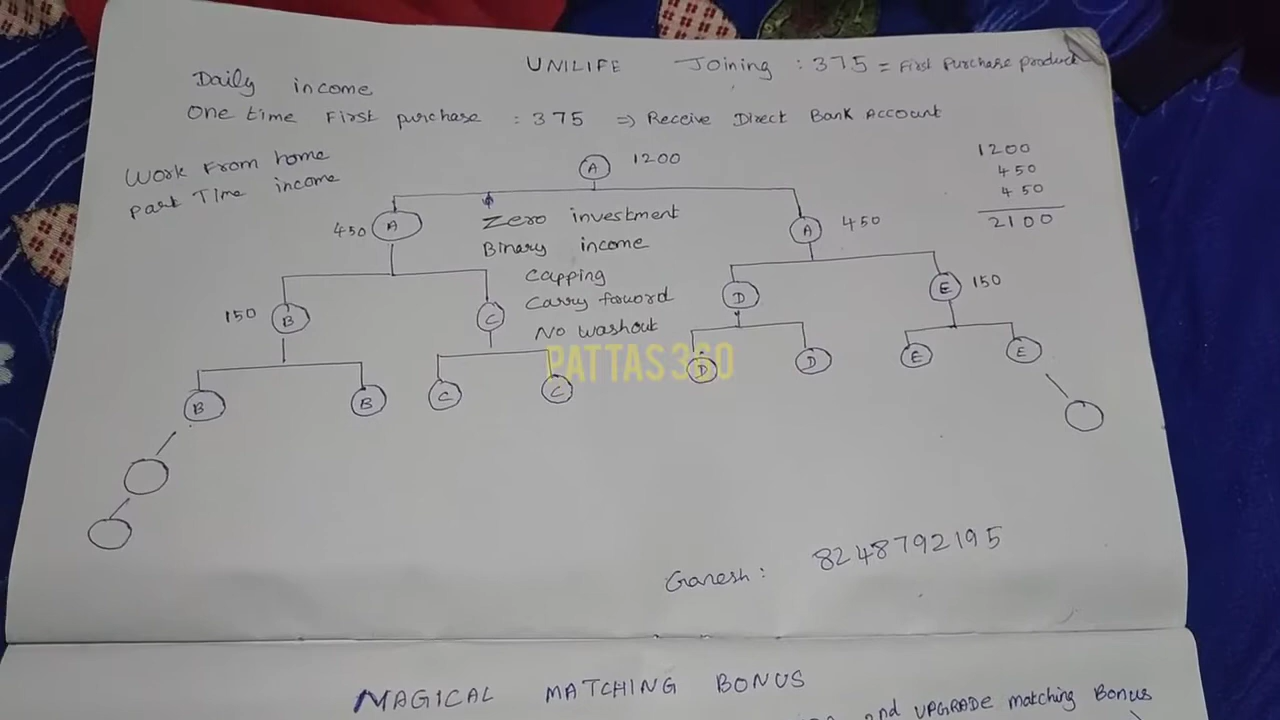 UNILIFE Joining : 375 = First Purchase Product
Daily income
One time First purchase : 375 => Receive Direct Bank Account
Work From home
Part Time income
A 1200
1200
450
450
2100
450 A
A 450
Zero investment
Binary income
Capping
Carry forword
No washout
150 B
C
D
E 150
B
B
C
C
D
D
E
E
PATTAS 360
Ganesh : 8248792195
MAGICAL MATCHING BONUS
and UPGRADE matching Bonus